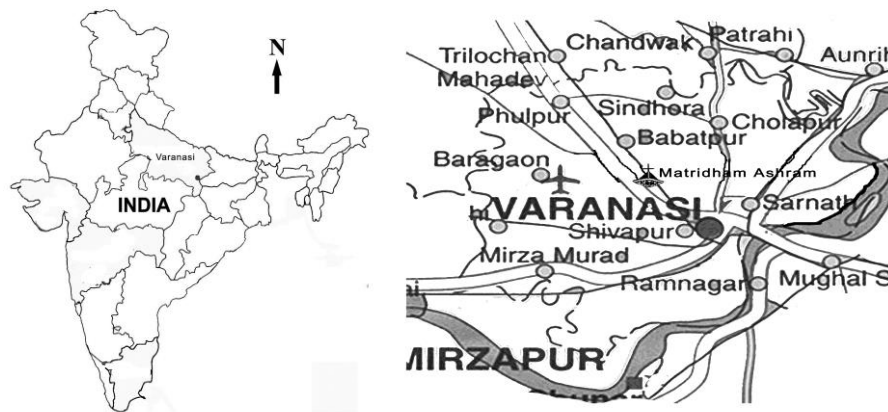 N
Varanasi
INDIA
Patrahi
Chandwak
Trilochan
Mahadev
Aunrih
Sindhora
Phulpur
Cholapur
Babatpur
Baragaon
Matridham Ashram
Sarnath
VARANASI
Shivapur
Mirza Murad
Ramnagar
Mughal S
MIRZAPUR